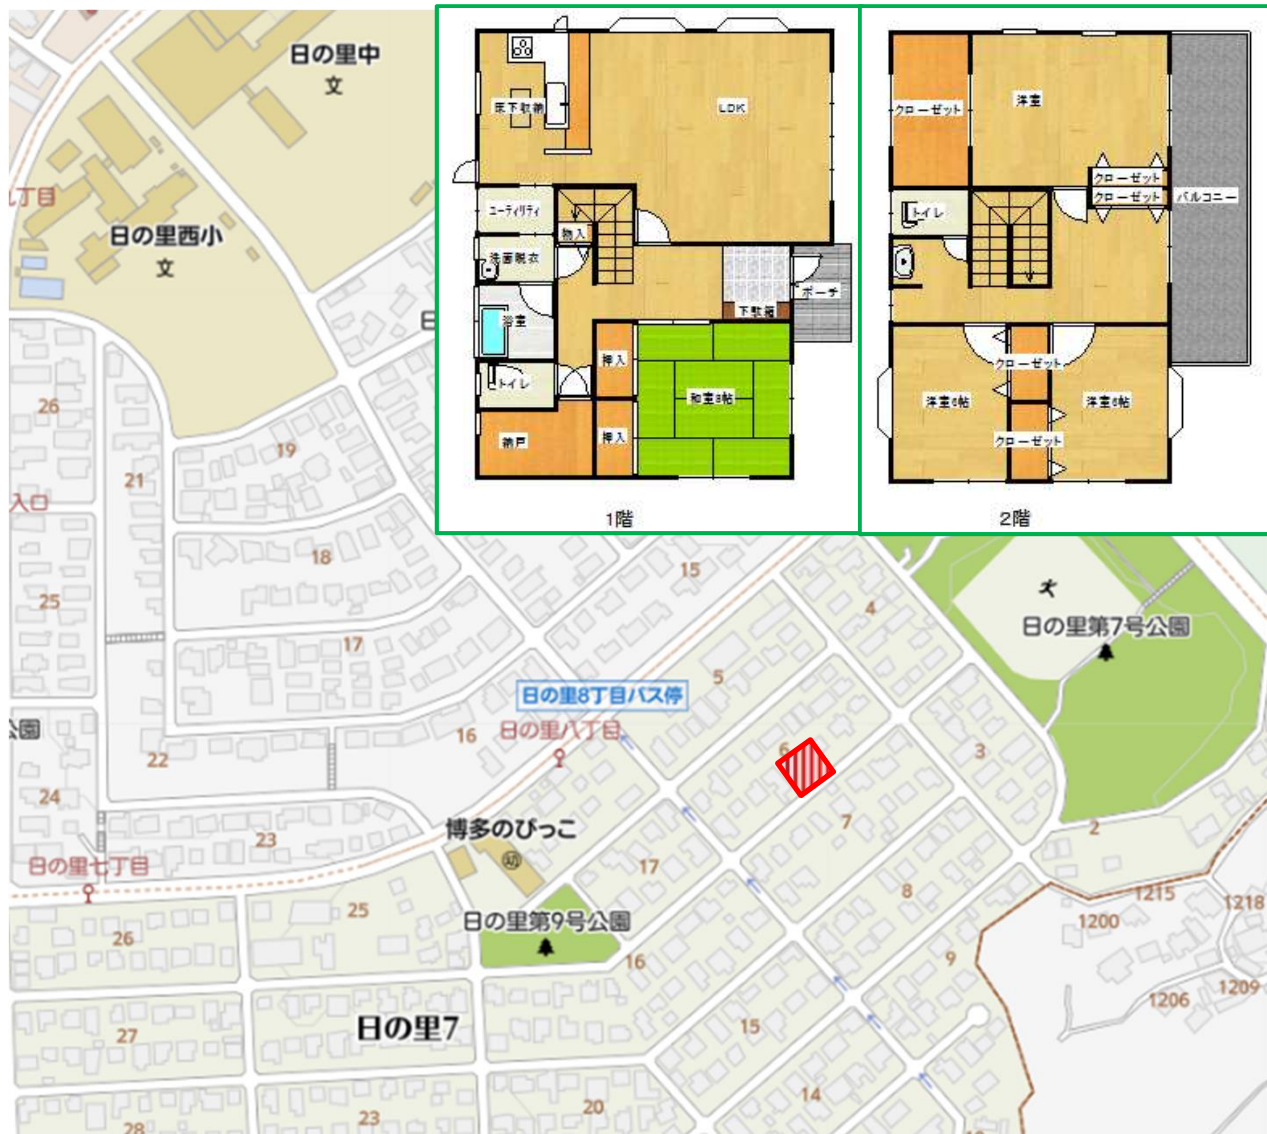 日の里中
文
日の里西小
文
床下収納
LDK
ユーティリティ
物入
洗面脱衣
浴室
トイレ
納戸
押入
押入
和室8帖
下駄箱
ポーチ
1階
クローゼット
洋室
クローゼット
クローゼット
バルコニー
トイレ
クローゼット
洋室6帖
洋室6帖
クローゼット
2階
丁目
26
21
19
入口
18
25
17
15
4
日の里第7号公園
5
日の里8丁目バス停
日の里八丁目
16
公園
22
6
3
24
23
博多のびっこ
幼
7
2
日の里七丁目
17
8
1215
1218
1200
26
25
日の里第9号公園
16
9
1206
1209
27
日の里7
15
14
20
23
28